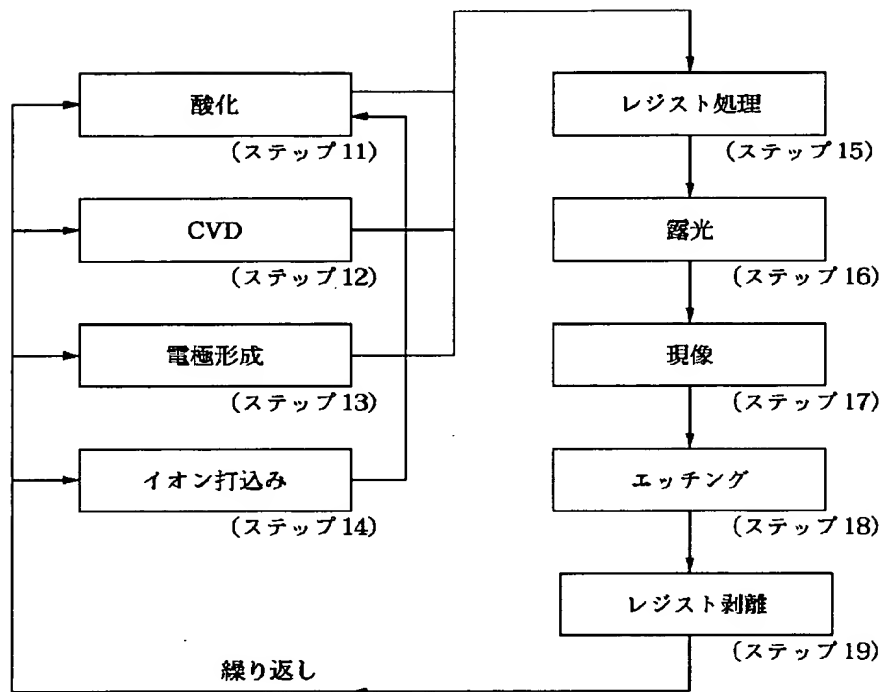 酸化
(ステップ11)
CVD
(ステップ12)
電極形成
(ステップ13)
イオン打込み
(ステップ14)
レジスト処理
(ステップ15)
露光
(ステップ16)
現像
(ステップ17)
エッチング
(ステップ18)
レジスト剥離
(ステップ19)
繰り返し